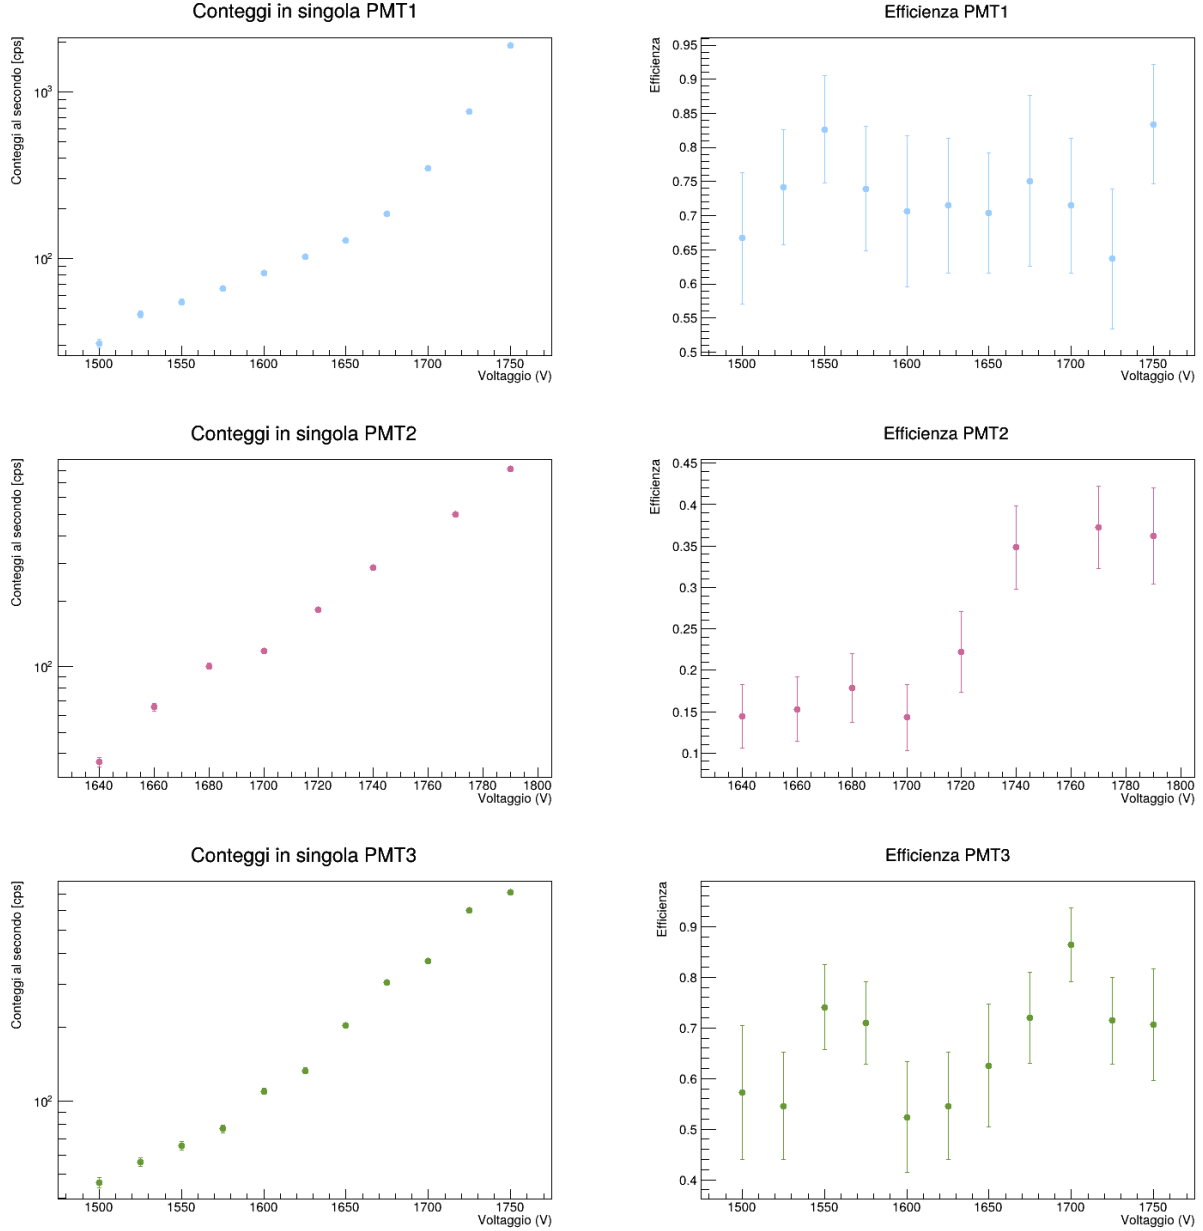 Conteggi in singola PMT1
Conteggi al secondo [cps]
10³
10²
1500 1550 1600 1650 1700 1750
Voltaggio (V)
Efficienza PMT1
Efficienza
0.95
0.9
0.85
0.8
0.75
0.7
0.65
0.6
0.55
0.5
1500 1550 1600 1650 1700 1750
Voltaggio (V)
Conteggi in singola PMT2
Conteggi al secondo [cps]
10²
1640 1660 1680 1700 1720 1740 1760 1780 1800
Voltaggio (V)
Efficienza PMT2
Efficienza
0.45
0.4
0.35
0.3
0.25
0.2
0.15
0.1
1640 1660 1680 1700 1720 1740 1760 1780 1800
Voltaggio (V)
Conteggi in singola PMT3
Conteggi al secondo [cps]
10²
1500 1550 1600 1650 1700 1750
Voltaggio (V)
Efficienza PMT3
Efficienza
0.9
0.8
0.7
0.6
0.5
0.4
1500 1550 1600 1650 1700 1750
Voltaggio (V)